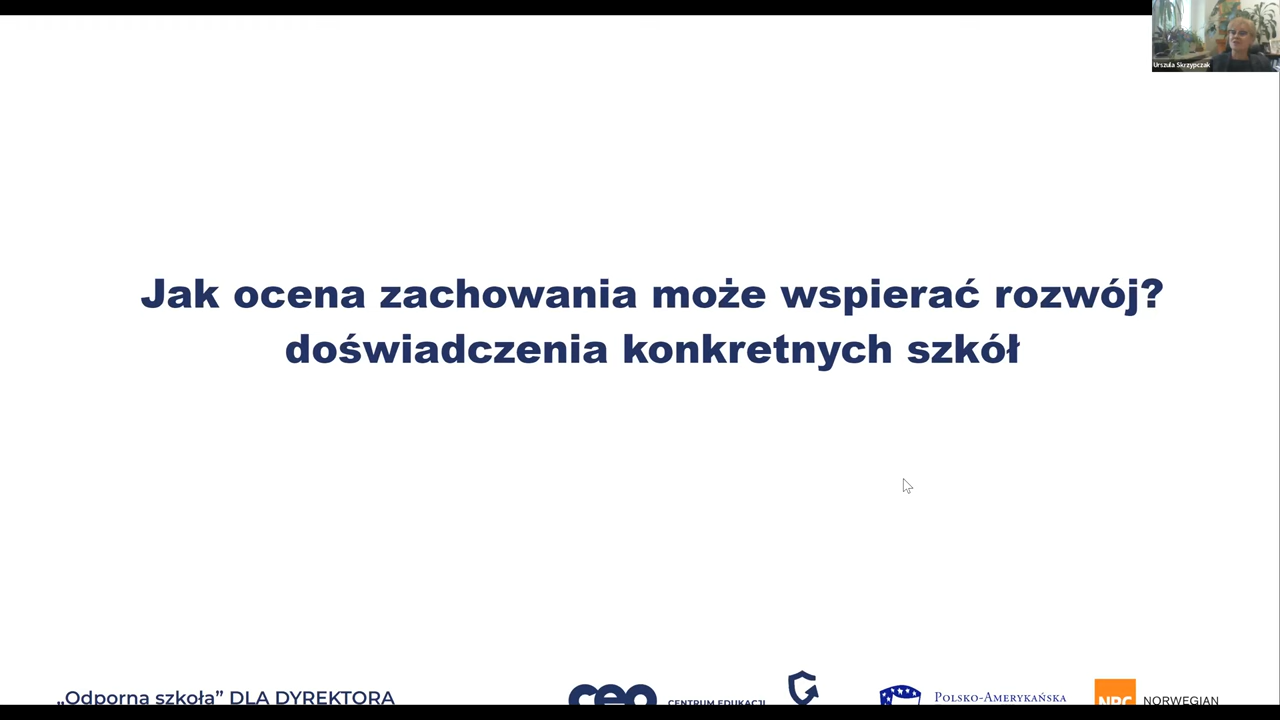 Urszula Skrzypczak
Jak ocena zachowania może wspierać rozwój?
doświadczenia konkretnych szkół
„Odporna szkoła” DLA DYREKTORA
ceo
CENTRUM EDUKACJI
POLSKO-AMERYKAŃSKA
NRC
NORWEGIAN